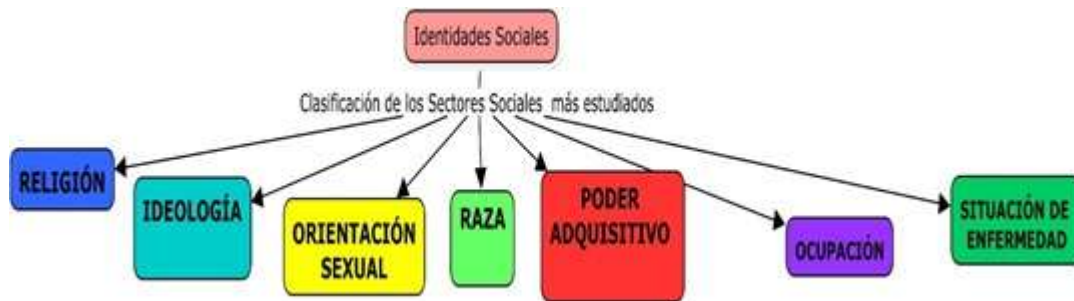 Identidades Sociales
Clasificación de los Sectores Sociales más estudiados
RELIGIÓN
IDEOLOGÍA
ORIENTACIÓN
SEXUAL
RAZA
PODER
ADQUISITIVO
OCUPACIÓN
SITUACIÓN DE
ENFERMEDAD